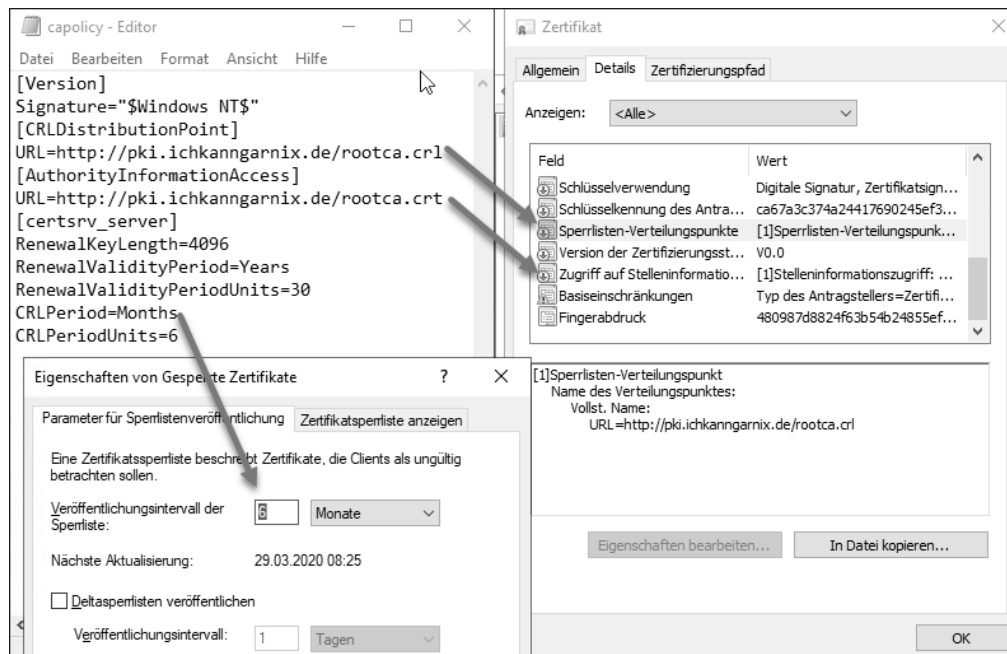 capolicy - Editor
Datei Bearbeiten Format Ansicht Hilfe
[Version]
Signature="$Windows NT$"
[CRLDistributionPoint]
URL=http://pki.ichkanngarnix.de/rootca.crl
[AuthorityInformationAccess]
URL=http://pki.ichkanngarnix.de/rootca.crt
[certsrv_server]
RenewalKeyLength=4096
RenewalValidityPeriod=Years
RenewalValidityPeriodUnits=30
CRLPeriod=Months
CRLPeriodUnits=6
Eigenschaften von Gesperrte Zertifikate ?
Parameter für Sperrlistenveröffentlichung Zertifikatsperrliste anzeigen
Eine Zertifikatssperrliste beschreibt Zertifikate, die Clients als ungültig
betrachten sollen.
Veröffentlichungsintervall der
Sperrliste:
6 Monate
Nächste Aktualisierung: 29.03.2020 08:25
Deltasperrlisten veröffentlichen
Veröffentlichungsintervall: 1 Tagen
Zertifikat
Allgemein Details Zertifizierungspfad
Anzeigen: <Alle>
Feld Wert
Schlüsselverwendung Digitale Signatur, Zertifikatsign...
Schlüsselkennung des Antra... ca67a3c374a24417690245ef3...
Sperrlisten-Verteilungspunkte [1]Sperrlisten-Verteilungspunk...
Version der Zertifizierungsst... V0.0
Zugriff auf Stelleninformatio... [1]Stelleninformationszugriff: ...
Basiseinschränkungen Typ des Antragstellers=Zertifi...
Fingerabdruck 480987d8824f63b54b24855ef...
[1]Sperrlisten-Verteilungspunkt
Name des Verteilungspunktes:
Vollst. Name:
URL=http://pki.ichkanngarnix.de/rootca.crl
Eigenschaften bearbeiten... In Datei kopieren...
OK